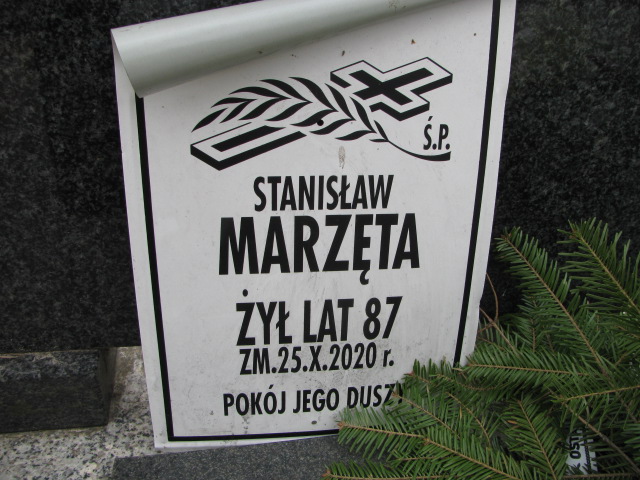 Ś.P.
STANISŁAW
MARZĘTA
ŻYŁ LAT 87
ZM.25.X.2020 r.
POKÓJ JEGO DUSZY